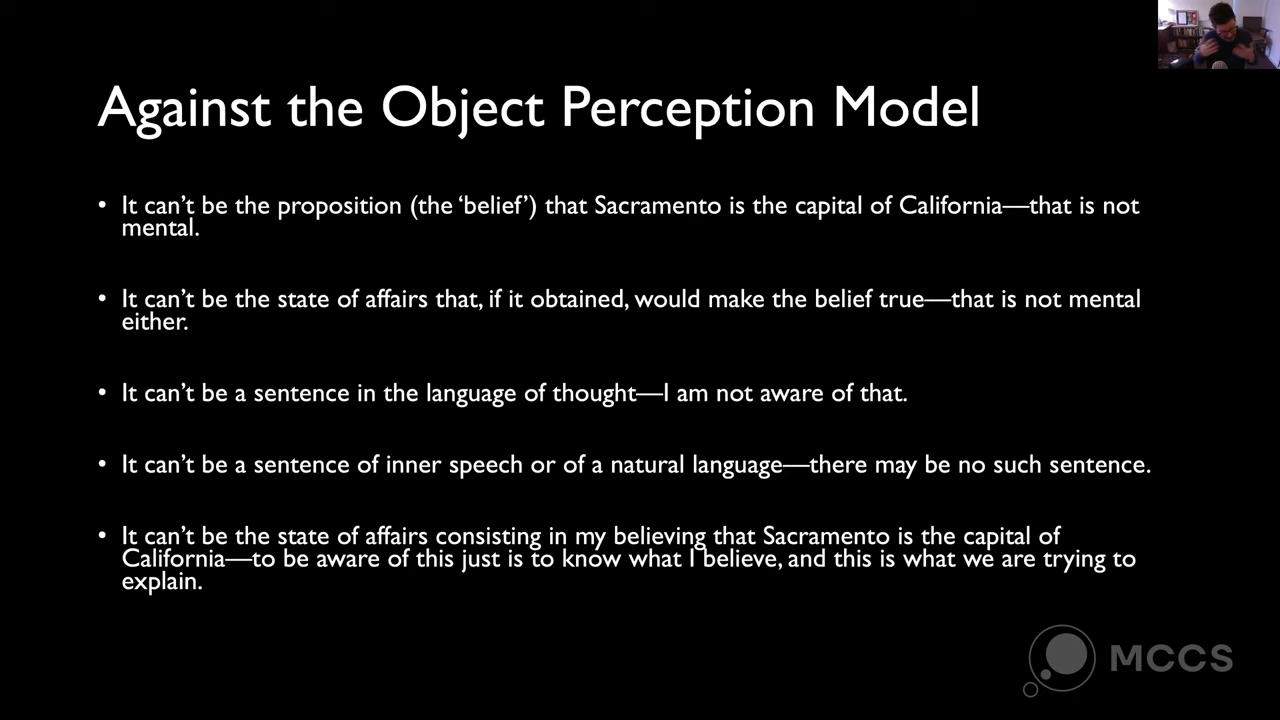 Against the Object Perception Model
• It can’t be the proposition (the ‘belief’) that Sacramento is the capital of California—that is not
mental.
• It can’t be the state of affairs that, if it obtained, would make the belief true—that is not mental
either.
• It can’t be a sentence in the language of thought—I am not aware of that.
• It can’t be a sentence of inner speech or of a natural language—there may be no such sentence.
• It can’t be the state of affairs consisting in my believing that Sacramento is the capital of
California—to be aware of this just is to know what I believe, and this is what we are trying to
explain.
MCCS